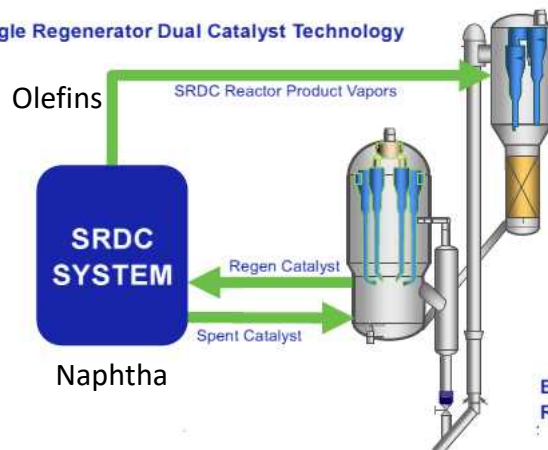 gle Regenerator Dual Catalyst Technology
Olefins
SRDC Reactor Product Vapors
SRDC
SYSTEM
Regen Catalyst
Spent Catalyst
Naphtha